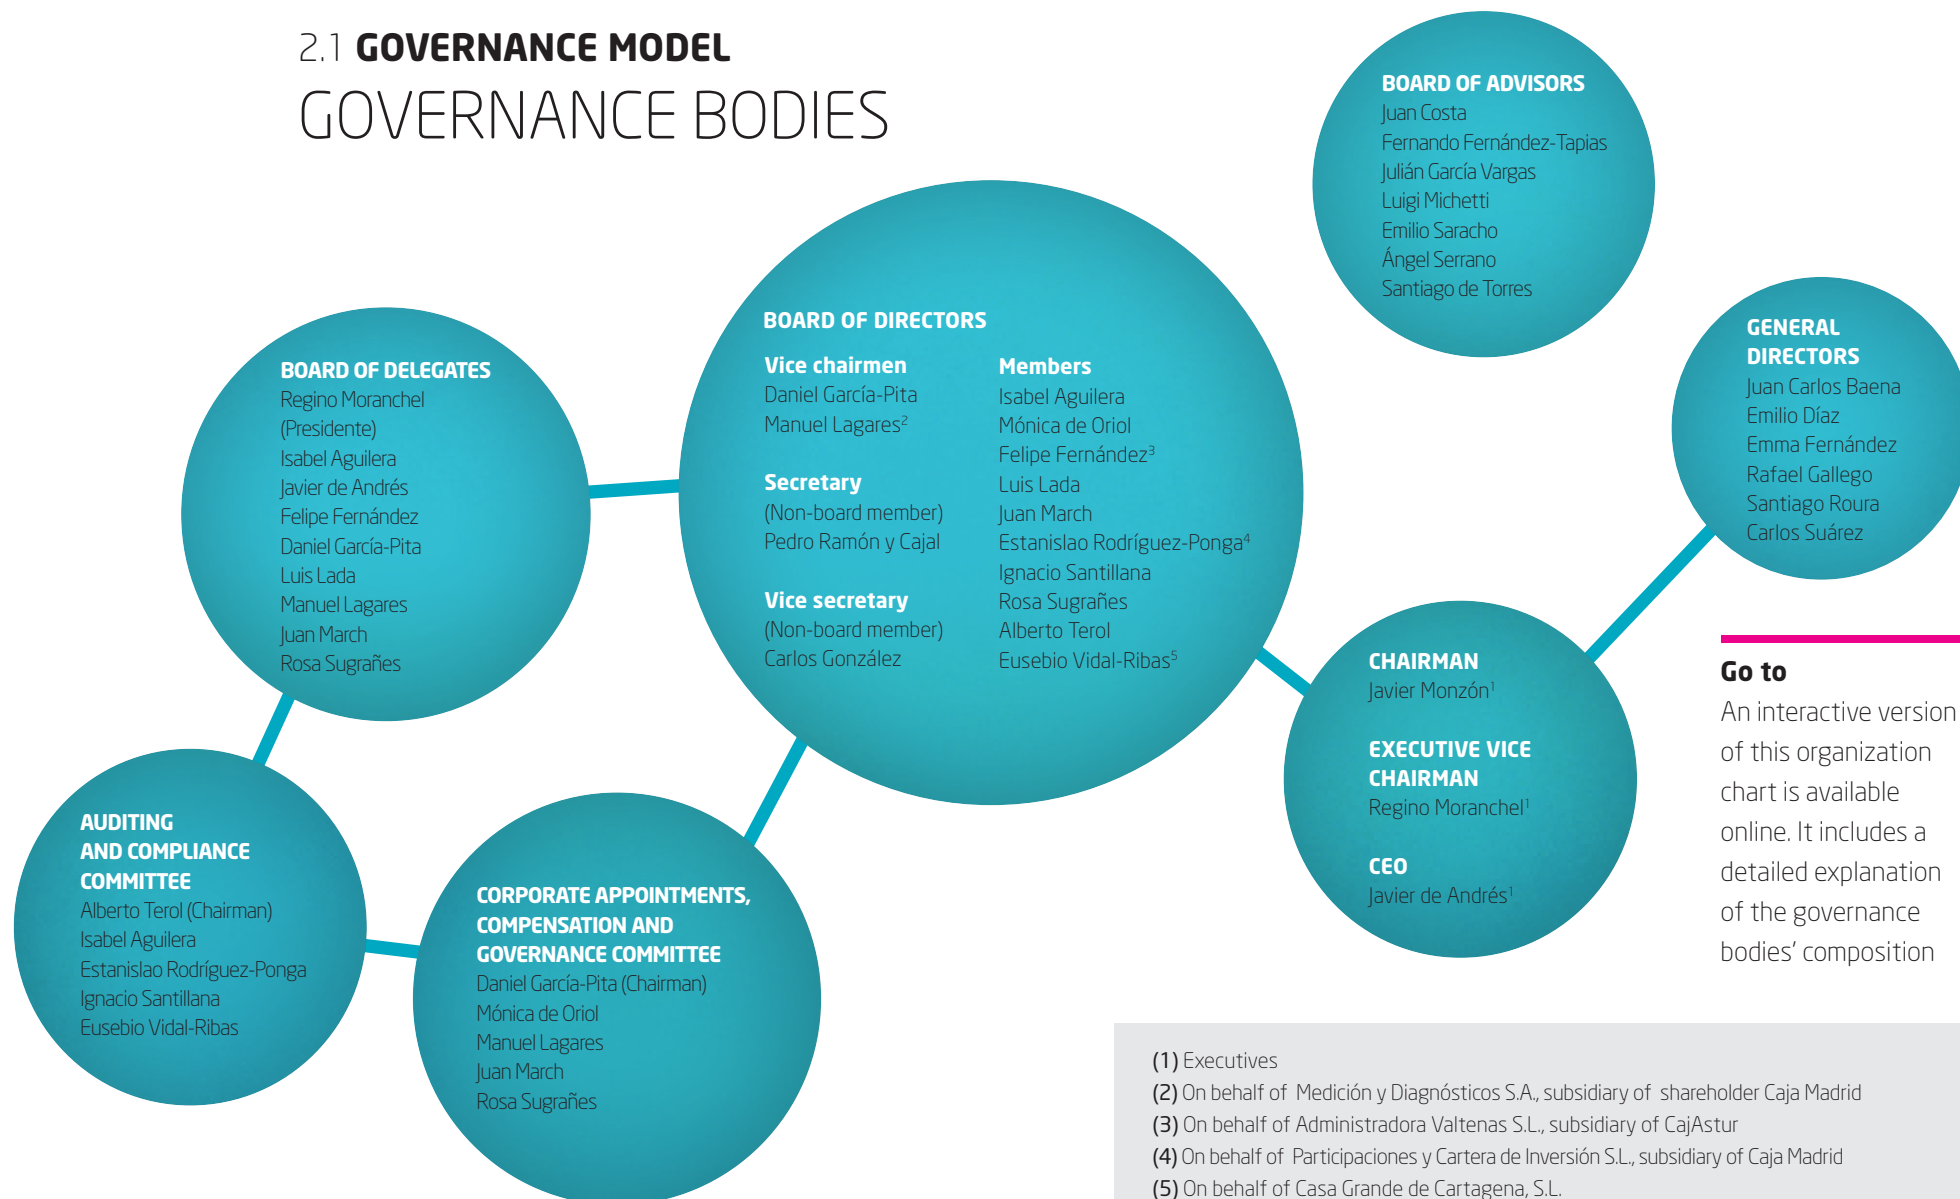 2.1 GOVERNANCE MODEL
GOVERNANCE BODIES
BOARD OF ADVISORS
Juan Costa
Fernando Fernández-Tapias
Julián García Vargas
Luigi Michetti
Emilio Saracho
Ángel Serrano
Santiago de Torres
BOARD OF DIRECTORS
Vice chairmen
Daniel García-Pita
Manuel Lagares²
Secretary
(Non-board member)
Pedro Ramón y Cajal
Vice secretary
(Non-board member)
Carlos González
Members
Isabel Aguilera
Mónica de Oriol
Felipe Fernández³
Luis Lada
Juan March
Estanislao Rodríguez-Ponga⁴
Ignacio Santillana
Rosa Sugrañes
Alberto Terol
Eusebio Vidal-Ribas⁵
BOARD OF DELEGATES
Regino Moranchel
(Presidente)
Isabel Aguilera
Javier de Andrés
Felipe Fernández
Daniel García-Pita
Luis Lada
Manuel Lagares
Juan March
Rosa Sugrañes
GENERAL
DIRECTORS
Juan Carlos Baena
Emilio Díaz
Emma Fernández
Rafael Gallego
Santiago Roura
Carlos Suárez
CHAIRMAN
Javier Monzón¹
EXECUTIVE VICE
CHAIRMAN
Regino Moranchel¹
CEO
Javier de Andrés¹
Go to
An interactive version
of this organization
chart is available
online. It includes a
detailed explanation
of the governance
bodies' composition
AUDITING
AND COMPLIANCE
COMMITTEE
Alberto Terol (Chairman)
Isabel Aguilera
Estanislao Rodríguez-Ponga
Ignacio Santillana
Eusebio Vidal-Ribas
CORPORATE APPOINTMENTS,
COMPENSATION AND
GOVERNANCE COMMITTEE
Daniel García-Pita (Chairman)
Mónica de Oriol
Manuel Lagares
Juan March
Rosa Sugrañes
(1) Executives
(2) On behalf of Medición y Diagnósticos S.A., subsidiary of shareholder Caja Madrid
(3) On behalf of Administradora Valtenas S.L., subsidiary of CajAstur
(4) On behalf of Participaciones y Cartera de Inversión S.L., subsidiary of Caja Madrid
(5) On behalf of Casa Grande de Cartagena, S.L.